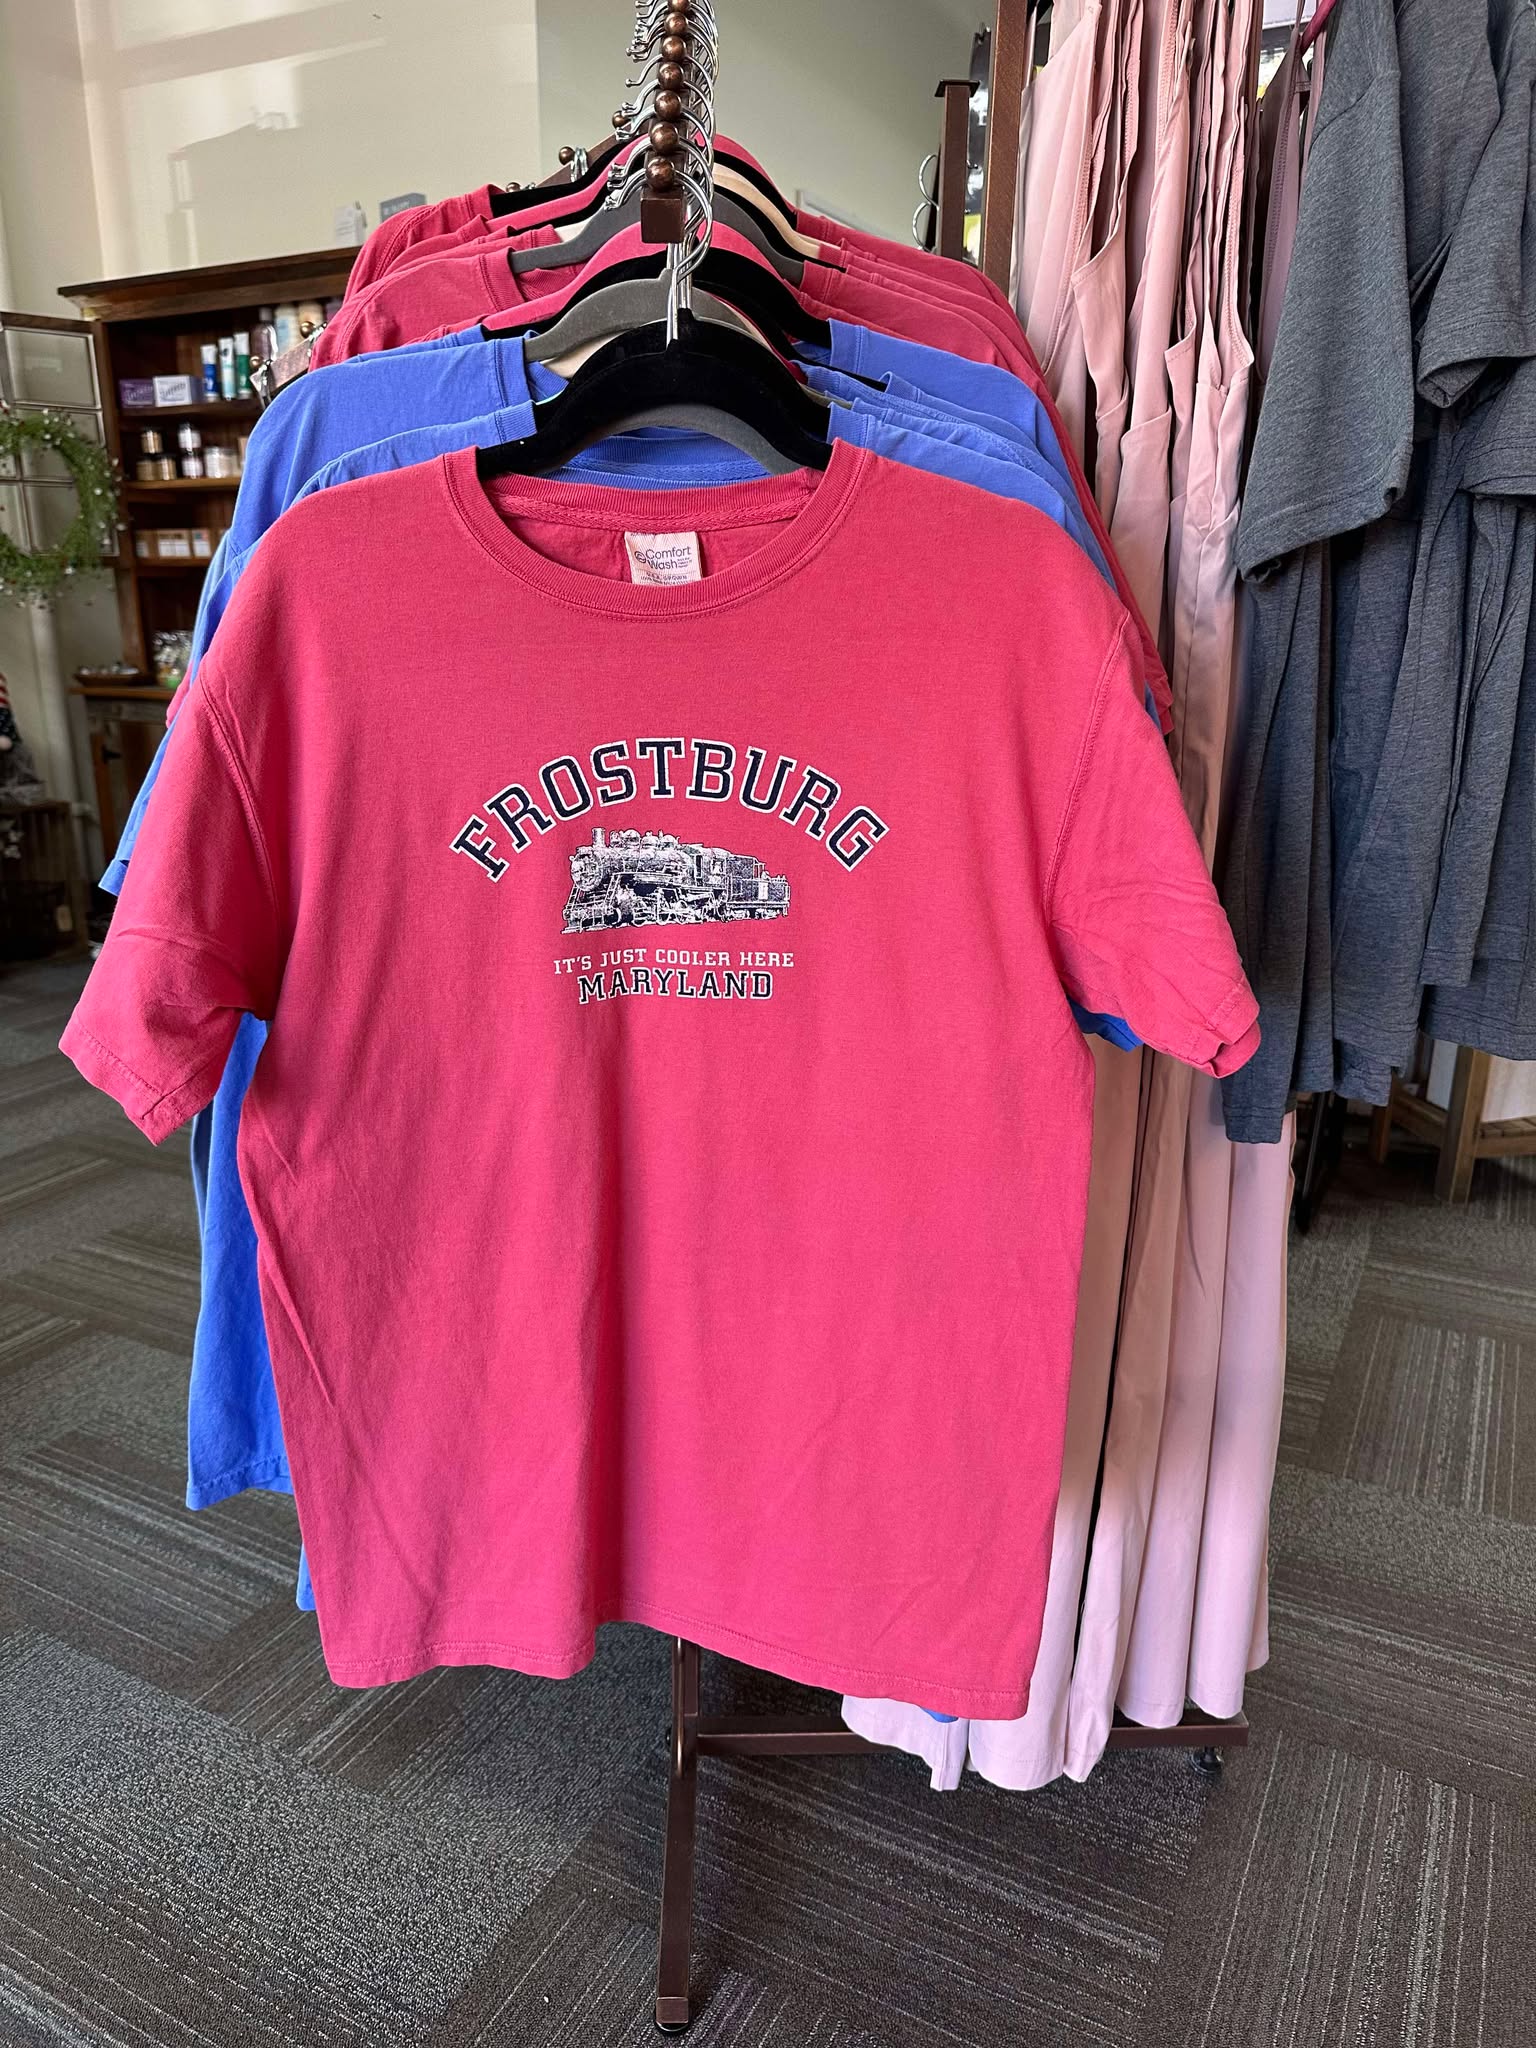 Comfort
Wash
FROSTBURG
IT'S JUST COOLER HERE
MARYLAND